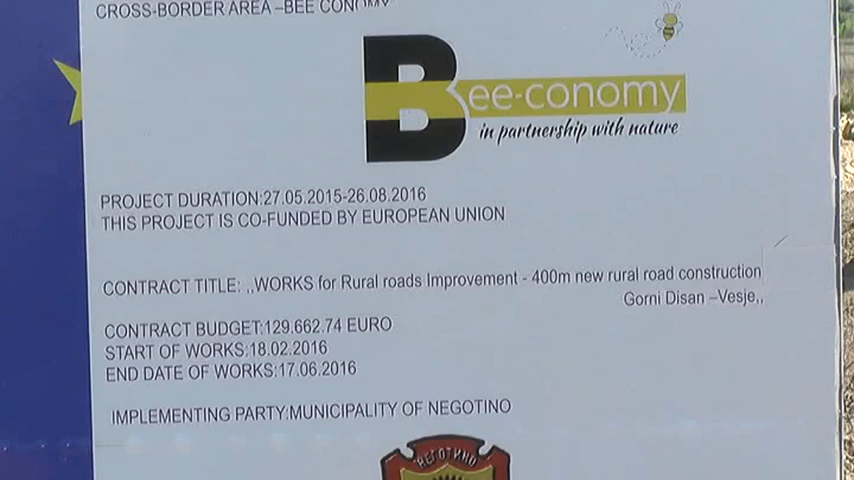 CROSS-BORDER AREA –BEE CONOMY
Bee-conomy
in partnership with nature
PROJECT DURATION:27.05.2015-26.08.2016
THIS PROJECT IS CO-FUNDED BY EUROPEAN UNION
CONTRACT TITLE: ,,WORKS for Rural roads Improvement - 400m new rural road construction
Gorni Disan –Vesje,,
CONTRACT BUDGET:129.662.74 EURO
START OF WORKS:18.02.2016
END DATE OF WORKS:17.06.2016
IMPLEMENTING PARTY:MUNICIPALITY OF NEGOTINO
НЕГОТИНО